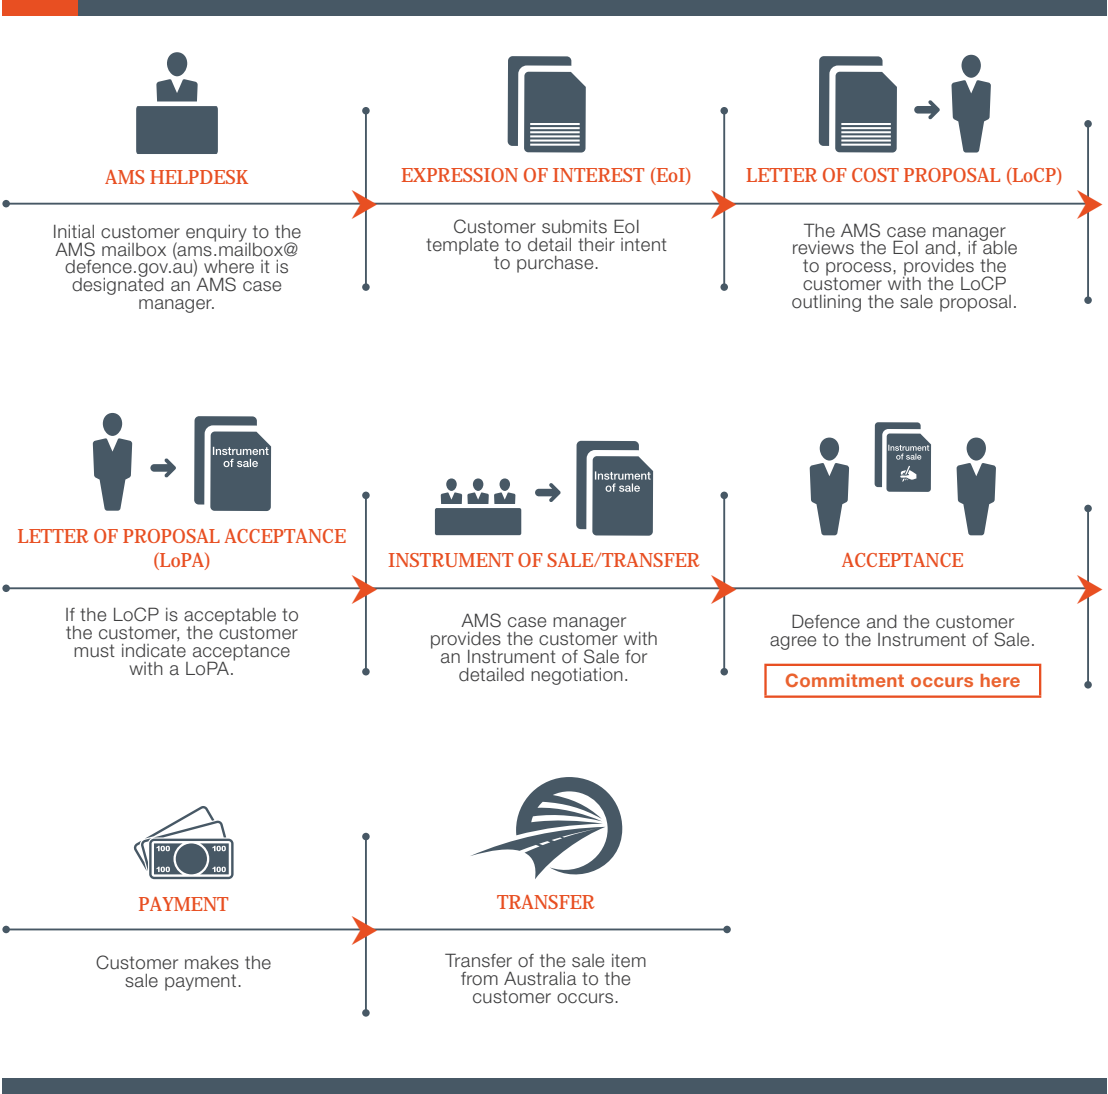 AMS HELPDESK
Initial customer enquiry to the
AMS mailbox (ams.mailbox@
defence.gov.au) where it is
designated an AMS case
manager.
EXPRESSION OF INTEREST (EoI)
Customer submits EoI
template to detail their intent
to purchase.
LETTER OF COST PROPOSAL (LoCP)
The AMS case manager
reviews the EoI and, if able
to process, provides the
customer with the LoCP
outlining the sale proposal.
Instrument
of sale
LETTER OF PROPOSAL ACCEPTANCE
(LoPA)
If the LoCP is acceptable to
the customer, the customer
must indicate acceptance
with a LoPA.
Instrument
of sale
INSTRUMENT OF SALE/TRANSFER
AMS case manager
provides the customer with
an Instrument of Sale for
detailed negotiation.
Instrument
of sale
ACCEPTANCE
Defence and the customer
agree to the Instrument of Sale.
Commitment occurs here
100 100
100 100
PAYMENT
Customer makes the
sale payment.
TRANSFER
Transfer of the sale item
from Australia to the
customer occurs.